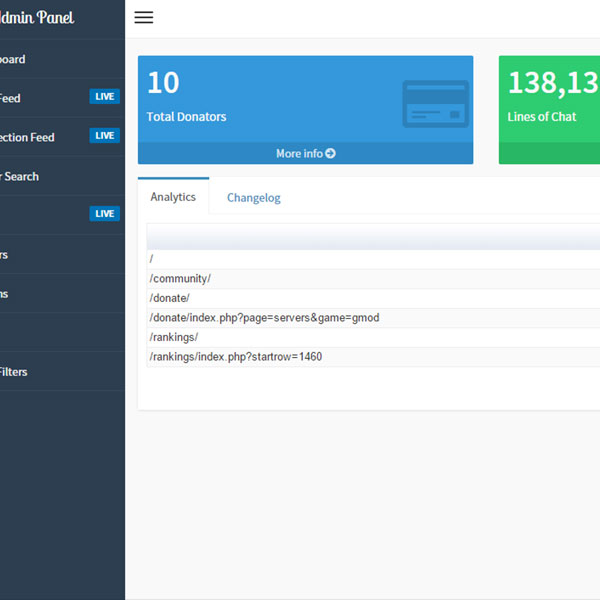 dmin Panel
board
Feed
LIVE
ection Feed
LIVE
r Search
LIVE
rs
ns
Filters
10
Total Donators
More info
138,13
Lines of Chat
Analytics
Changelog
/
/community/
/donate/
/donate/index.php?page=servers&game=gmod
/rankings/
/rankings/index.php?startrow=1460